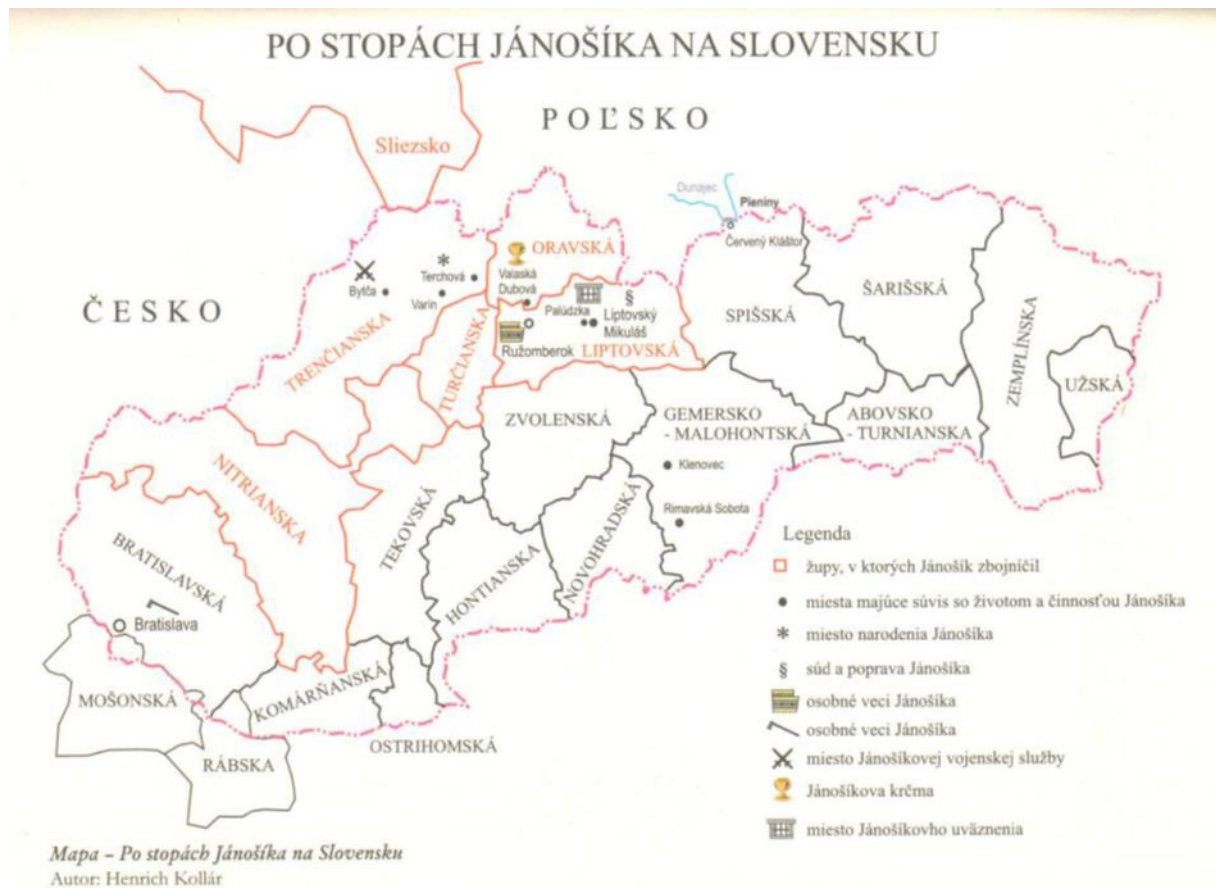 PO STOPÁCH JÁNOŠÍKA NA SLOVENSKU
POĽSKO
Sliezsko
Dunajec
Pieniny
Červený Kláštor
ORAVSKÁ
Valaská
Dubová
Terchová
Bytča
Varín
ČESKO
ŠARIŠSKÁ
Palúdzka
Liptovský
Mikuláš
SPIŠSKÁ
Ružomberok
LIPTOVSKÁ
TRENČIANSKA
TURČIANSKA
ZEMPLÍNSKA
UŽSKÁ
ZVOLENSKÁ
GEMERSKO
- MALOHONTSKÁ
ABOVSKO
- TURNIANSKA
NITRIANSKA
Klenovec
TEKOVSKÁ
Rimavská Sobota
NOVOHRADSKÁ
HONTIANSKA
BRATISLAVSKÁ
Bratislava
MOŠONSKÁ
KOMÁRŇANSKÁ
OSTRIHOMSKÁ
RÁBSKA
Legenda
župy, v ktorých Jánošík zbojníčil
miesta majúce súvis so životom a činnosťou Jánošíka
miesto narodenia Jánošíka
§ súd a poprava Jánošíka
osobné veci Jánošíka
osobné veci Jánošíka
miesto Jánošíkovej vojenskej služby
Jánošíkova krčma
miesto Jánošíkovho uväznenia
Mapa – Po stopách Jánošíka na Slovensku
Autor: Henrich Kollár